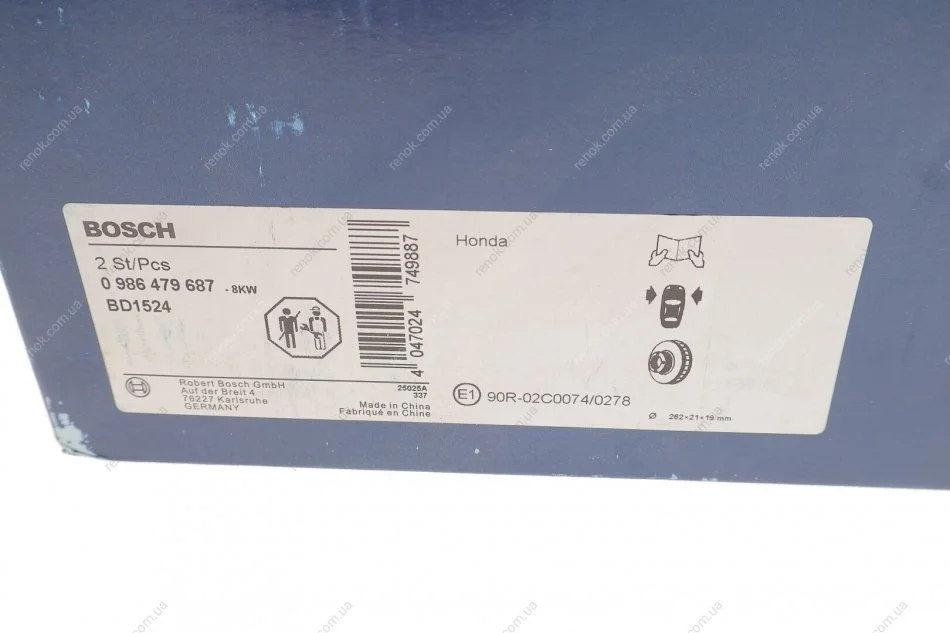 BOSCH
2 St/Pcs
0 986 479 687 - 8KW
BD1524
4 047024 749887
Robert Bosch GmbH
Auf der Breit 4
76227 Karlsruhe
GERMANY
25025A
337
Made in China
Fabriqué en Chine
Honda
E1 90R-02C0074/0278
Ø 262×21×19 mm
renok.com.ua